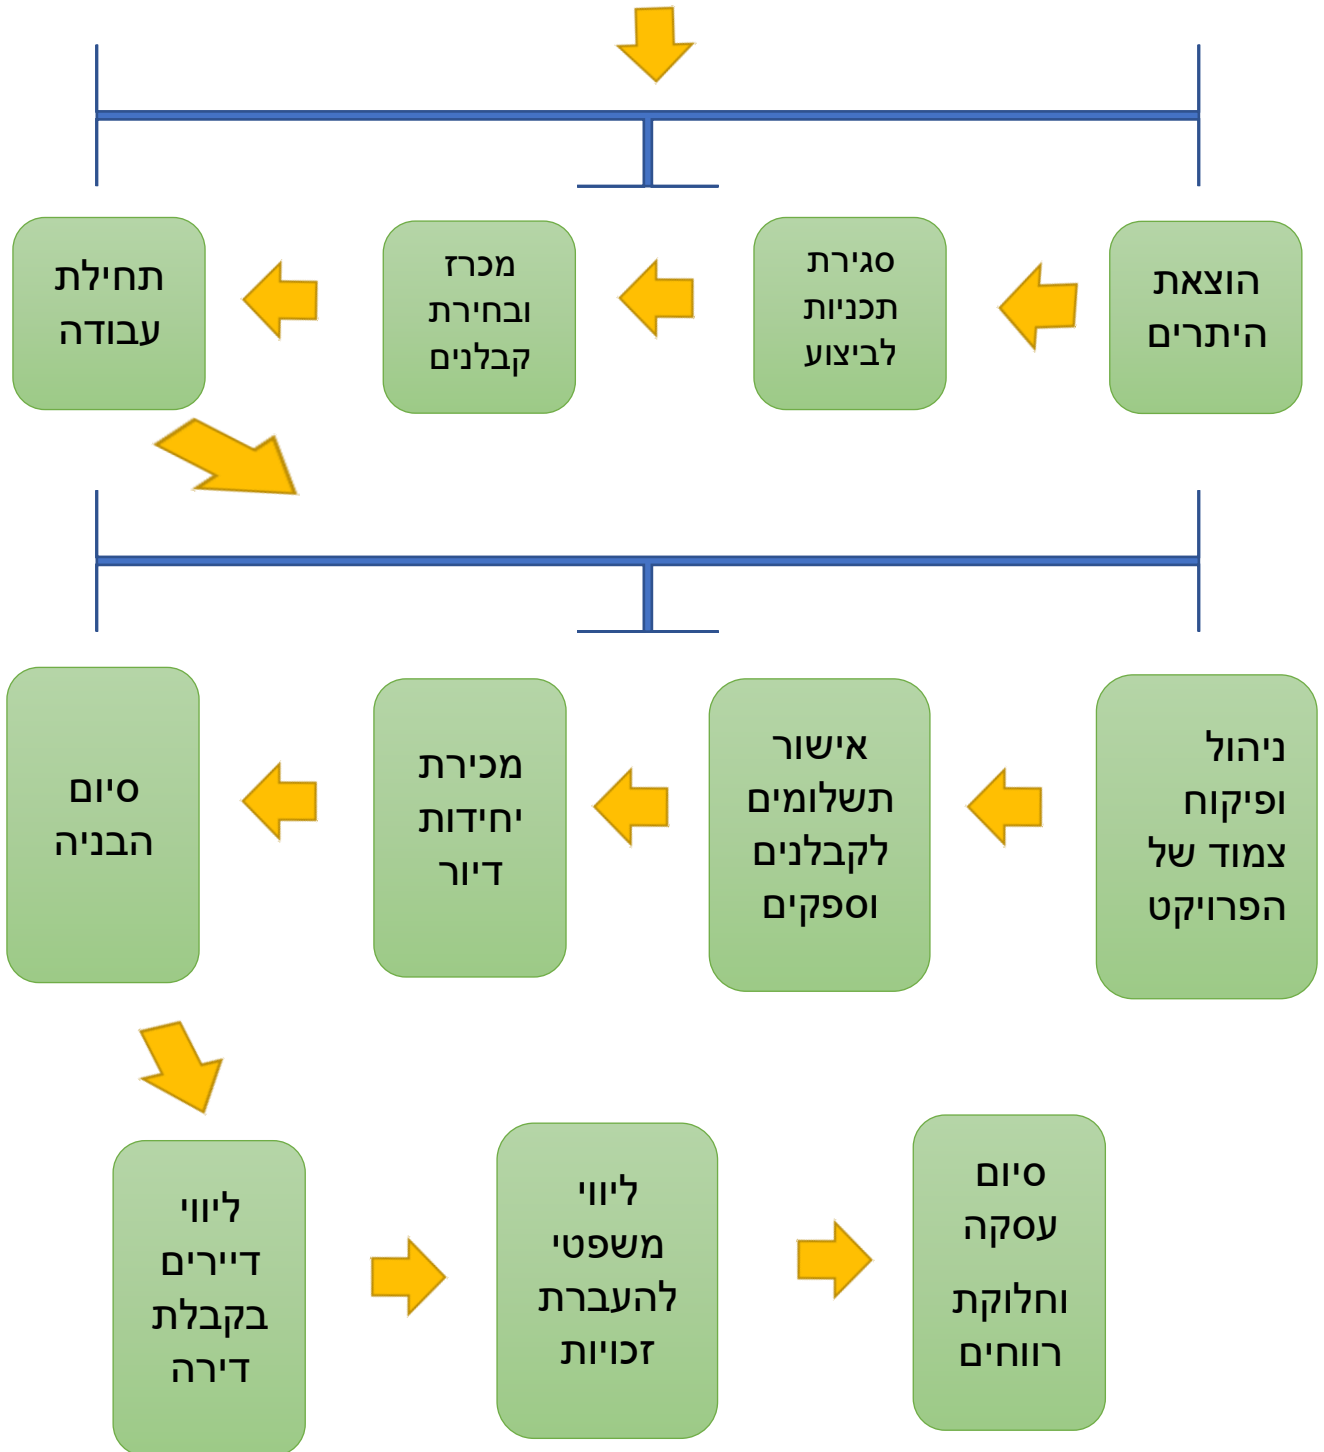 הוצאת
היתרים
סגירת
תכניות
לביצוע
מכרז
ובחירת
קבלנים
תחילת
עבודה
ניהול
ופיקוח
צמוד של
הפרויקט
אישור
תשלומים
לקבלנים
וספקים
מכירת
יחידות
דיור
סיום
הבניה
ליווי
דיירים
בקבלת
דירה
ליווי
משפטי
להעברת
זכויות
סיום
עסקה
וחלוקת
רווחים